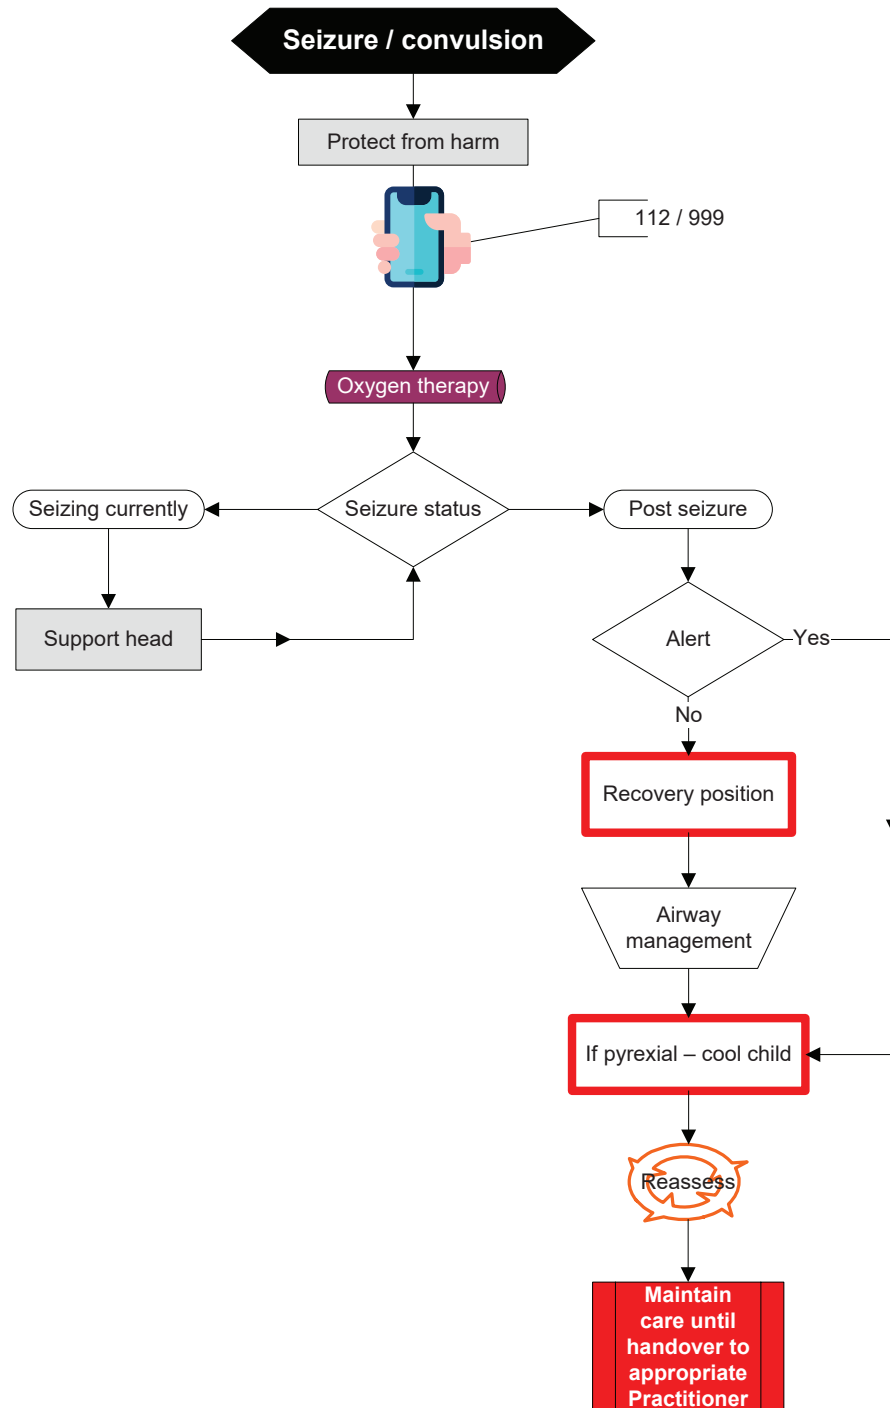 Seizure / convulsion
Protect from harm
112 / 999
Oxygen therapy
Seizing currently
Seizure status
Post seizure
Support head
Alert
Yes
No
Recovery position
Airway
management
If pyrexial – cool child
Reassess
Maintain
care until
handover to
appropriate
Practitioner